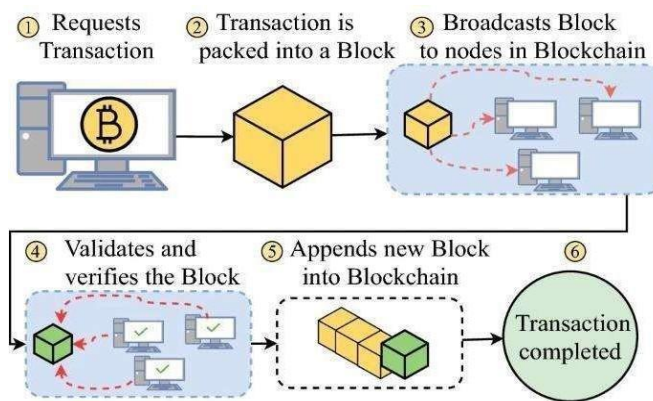 1 Requests
Transaction
2 Transaction is
packed into a Block
3 Broadcasts Block
to nodes in Blockchain
₿
4 Validates and
verifies the Block
5 Appends new Block
into Blockchain
6
Transaction
completed